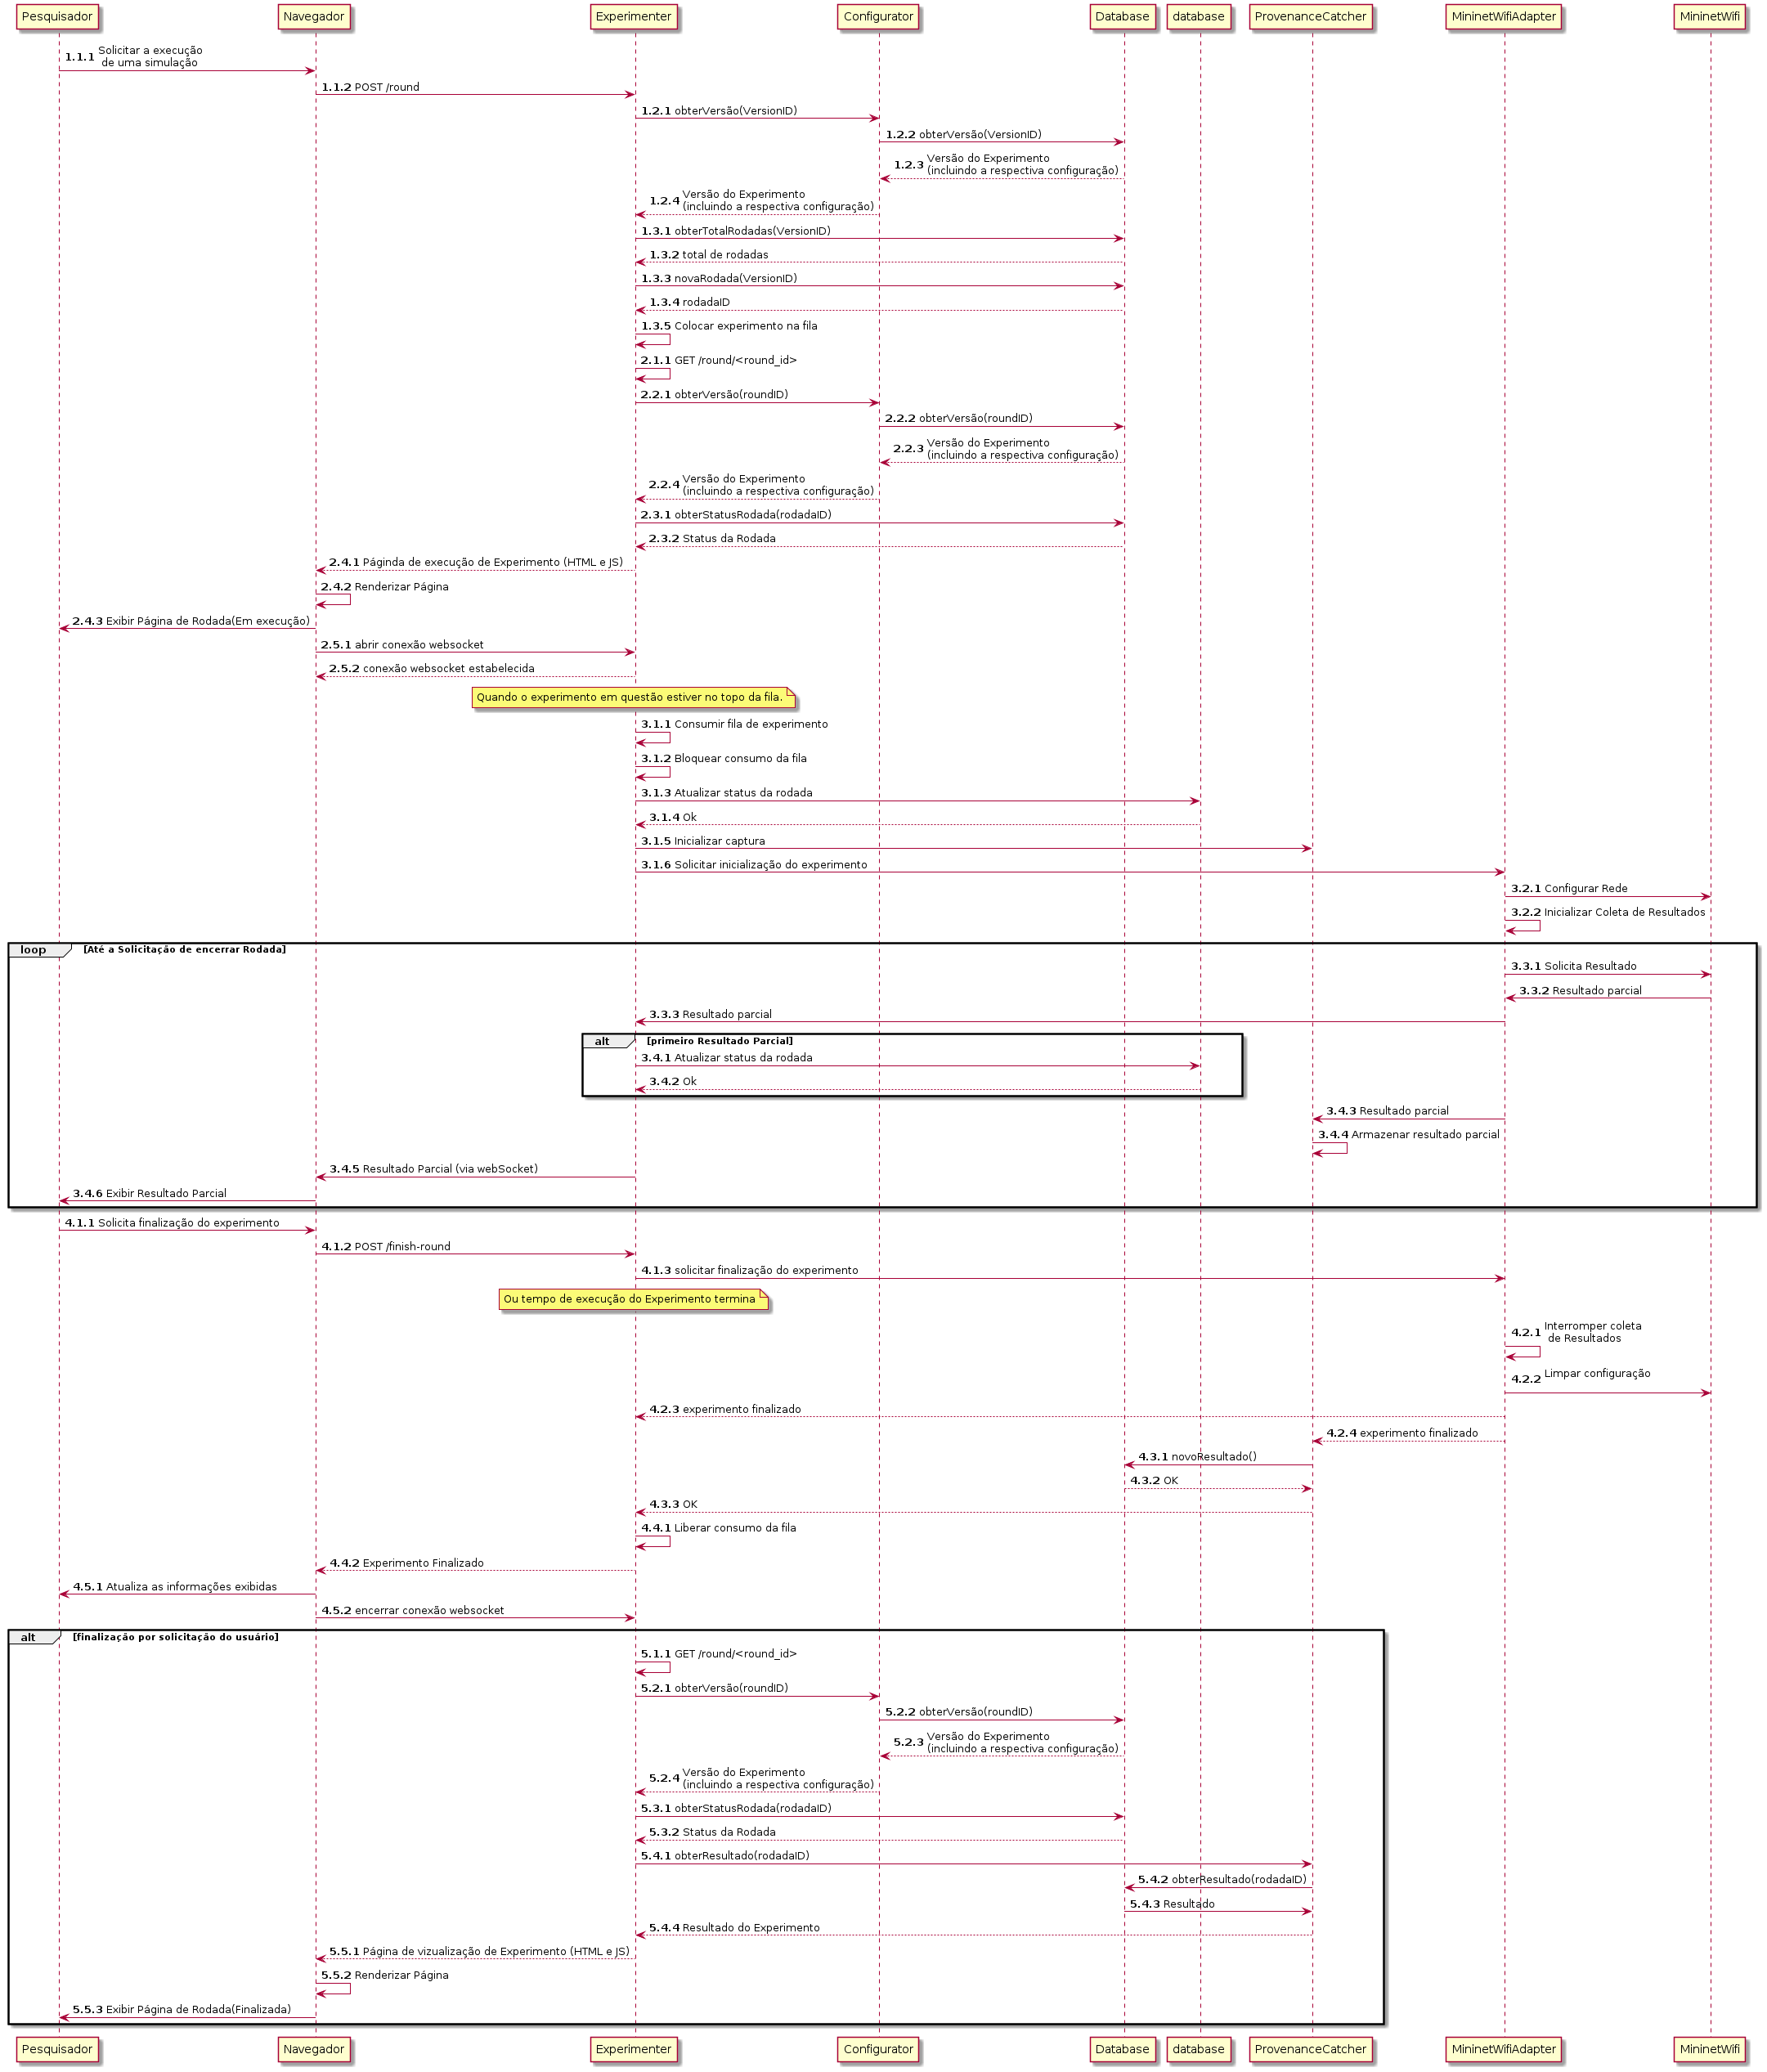 Pesquisador Navegador Experimenter Configurator Database database ProvenanceCatcher MininetWifiAdapter MininetWifi
1.1.1 Solicitar a execução
de uma simulação
1.1.2 POST /round
1.2.1 obterVersão(VersionID)
1.2.2 obterVersão(VersionID)
1.2.3 Versão do Experimento
(incluindo a respectiva configuração)
1.2.4 Versão do Experimento
(incluindo a respectiva configuração)
1.3.1 obterTotalRodadas(VersionID)
1.3.2 total de rodadas
1.3.3 novaRodada(VersionID)
1.3.4 rodadaID
1.3.5 Colocar experimento na fila
2.1.1 GET /round/<round_id>
2.2.1 obterVersão(roundID)
2.2.2 obterVersão(roundID)
2.2.3 Versão do Experimento
(incluindo a respectiva configuração)
2.2.4 Versão do Experimento
(incluindo a respectiva configuração)
2.3.1 obterStatusRodada(rodadaID)
2.3.2 Status da Rodada
2.4.1 Páginda de execução de Experimento (HTML e JS)
2.4.2 Renderizar Página
2.4.3 Exibir Página de Rodada(Em execução)
2.5.1 abrir conexão websocket
2.5.2 conexão websocket estabelecida
Quando o experimento em questão estiver no topo da fila.
3.1.1 Consumir fila de experimento
3.1.2 Bloquear consumo da fila
3.1.3 Atualizar status da rodada
3.1.4 Ok
3.1.5 Inicializar captura
3.1.6 Solicitar inicialização do experimento
3.2.1 Configurar Rede
3.2.2 Inicializar Coleta de Resultados
loop [Até a Solicitação de encerrar Rodada]
3.3.1 Solicita Resultado
3.3.2 Resultado parcial
3.3.3 Resultado parcial
alt [primeiro Resultado Parcial]
3.4.1 Atualizar status da rodada
3.4.2 Ok
3.4.3 Resultado parcial
3.4.4 Armazenar resultado parcial
3.4.5 Resultado Parcial (via webSocket)
3.4.6 Exibir Resultado Parcial
4.1.1 Solicita finalização do experimento
4.1.2 POST /finish-round
4.1.3 solicitar finalização do experimento
Ou tempo de execução do Experimento termina
4.2.1 Interromper coleta
de Resultados
4.2.2 Limpar configuração
4.2.3 experimento finalizado
4.2.4 experimento finalizado
4.3.1 novoResultado()
4.3.2 OK
4.3.3 OK
4.4.1 Liberar consumo da fila
4.4.2 Experimento Finalizado
4.5.1 Atualiza as informações exibidas
4.5.2 encerrar conexão websocket
alt [finalização por solicitação do usuário]
5.1.1 GET /round/<round_id>
5.2.1 obterVersão(roundID)
5.2.2 obterVersão(roundID)
5.2.3 Versão do Experimento
(incluindo a respectiva configuração)
5.2.4 Versão do Experimento
(incluindo a respectiva configuração)
5.3.1 obterStatusRodada(rodadaID)
5.3.2 Status da Rodada
5.4.1 obterResultado(rodadaID)
5.4.2 obterResultado(rodadaID)
5.4.3 Resultado
5.4.4 Resultado do Experimento
5.5.1 Página de vizualização de Experimento (HTML e JS)
5.5.2 Renderizar Página
5.5.3 Exibir Página de Rodada(Finalizada)
Pesquisador Navegador Experimenter Configurator Database database ProvenanceCatcher MininetWifiAdapter MininetWifi